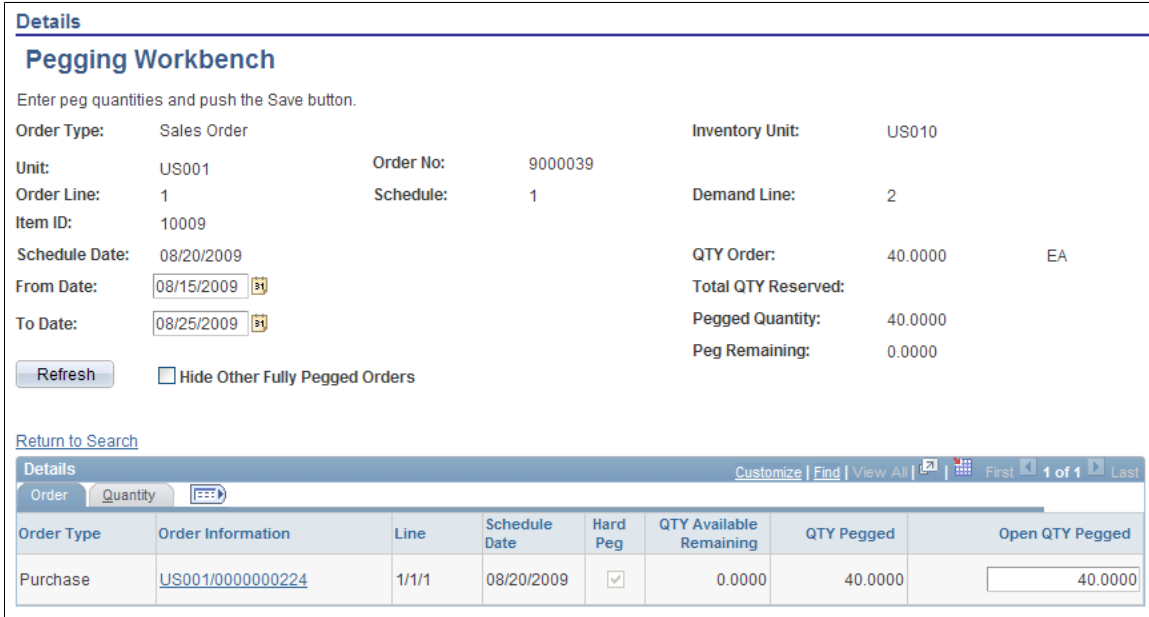 Details
Pegging Workbench
Enter peg quantities and push the Save button.
Order Type: Sales Order Inventory Unit: US010
Unit: US001 Order No: 9000039
Order Line: 1 Schedule: 1 Demand Line: 2
Item ID: 10009
Schedule Date: 08/20/2009 QTY Order: 40.0000 EA
From Date: 08/15/2009 Total QTY Reserved:
To Date: 08/25/2009 Pegged Quantity: 40.0000
Peg Remaining: 0.0000
Refresh Hide Other Fully Pegged Orders
Return to Search
Details Customize | Find | View All | | First 1 of 1 Last
Order Quantity
Order Type Order Information Line Schedule Date Hard Peg QTY Available Remaining QTY Pegged Open QTY Pegged
Purchase US001/0000000224 1/1/1 08/20/2009 0.0000 40.0000 40.0000